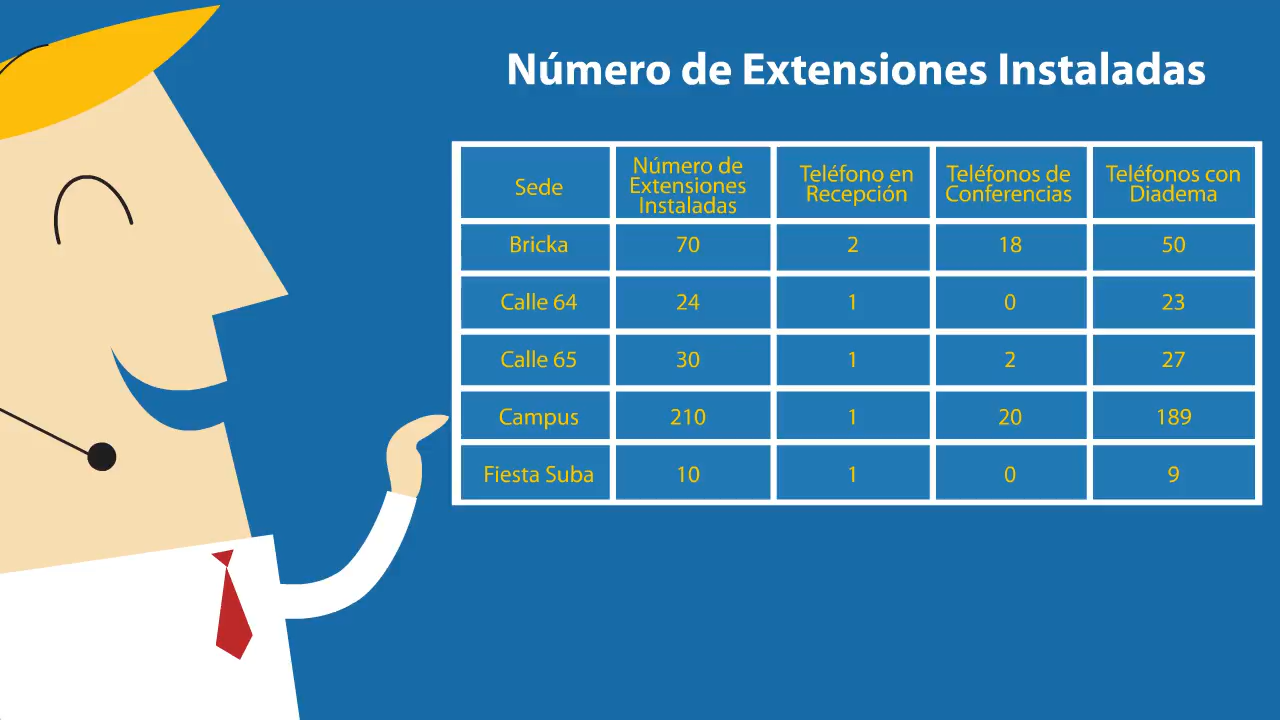 Número de Extensiones Instaladas
Sede
Número de
Extensiones
Instaladas
Teléfono en
Recepción
Teléfonos de
Conferencias
Teléfonos con
Diadema
Bricka 70 2 18 50
Calle 64 24 1 0 23
Calle 65 30 1 2 27
Campus 210 1 20 189
Fiesta Suba 10 1 0 9